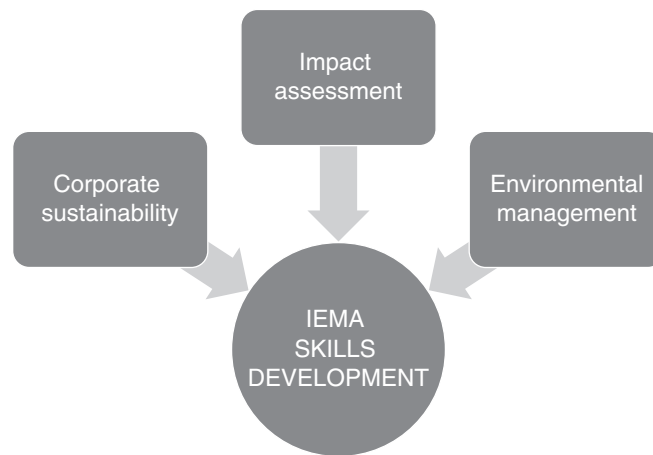 Impact
assessment
Corporate
sustainability
Environmental
management
IEMA
SKILLS
DEVELOPMENT